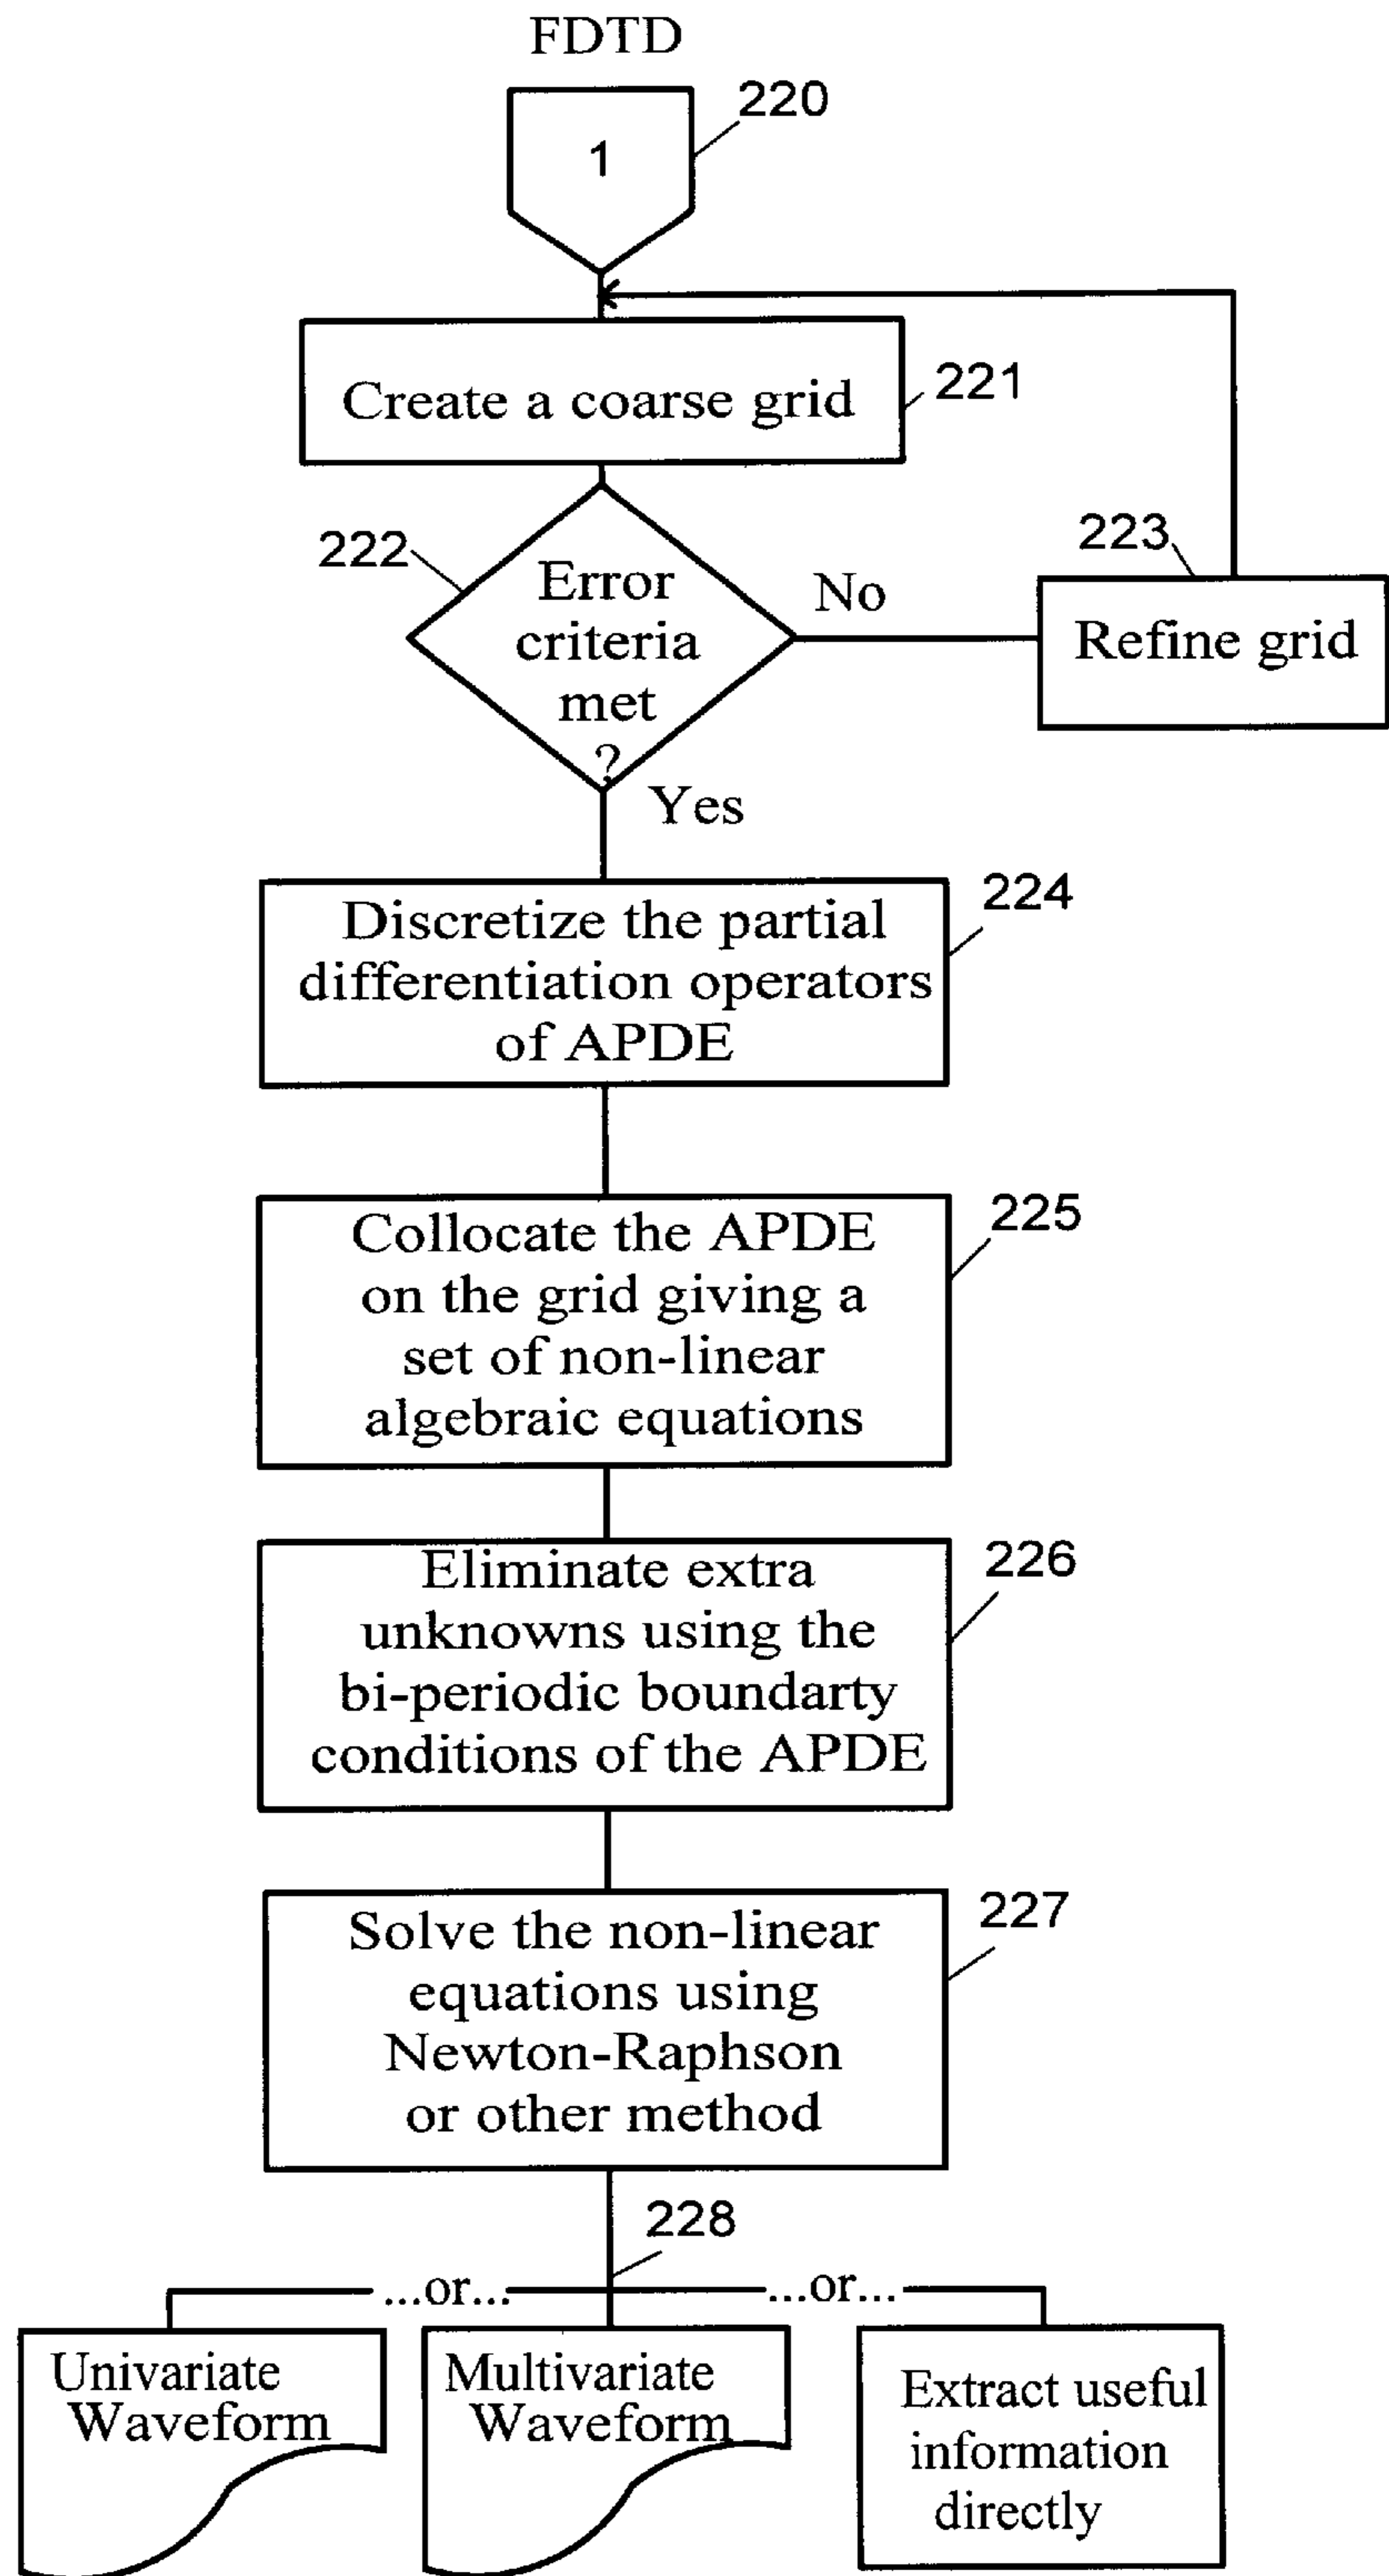 FDTD
220
1
Create a coarse grid
221
222
Error
criteria
met
?
No
223
Refine grid
Yes
224
Discretize the partial
differentiation operators
of APDE
225
Collocate the APDE
on the grid giving a
set of non-linear
algebraic equations
226
Eliminate extra
unknowns using the
bi-periodic boundarty
conditions of the APDE
227
Solve the non-linear
equations using
Newton-Raphson
or other method
228
...or...
...or...
Univariate
Waveform
Multivariate
Waveform
Extract useful
information
directly